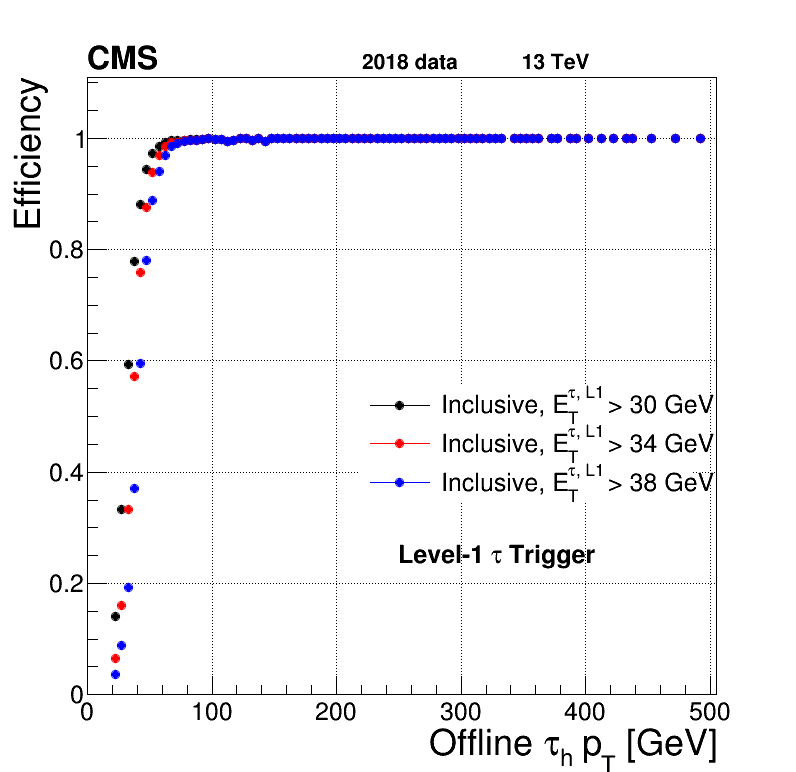 CMS 2018 data 13 TeV
Efficiency
1
0.8
0.6
0.4
0.2
0
Inclusive, E_T^{τ, L1} > 30 GeV
Inclusive, E_T^{τ, L1} > 34 GeV
Inclusive, E_T^{τ, L1} > 38 GeV
Level-1 τ Trigger
0 100 200 300 400 500
Offline τ_h p_T [GeV]